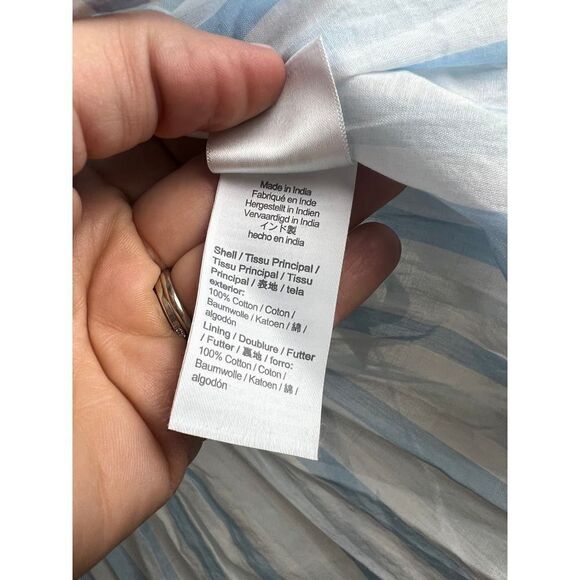 Made in India
Fabriqué en Inde
Hergestellt in Indien
Vervaardigd in India
インド製
hecho en india
Shell / Tissu Principal /
Tissu Principal / Tissu
Principal / 表地 / tela
exterior:
100% Cotton / Coton /
Baumwolle / Katoen / 綿 /
algodón
Lining / Doublure / Futter
/ Futter / 裏地 / forro:
100% Cotton / Coton /
Baumwolle / Katoen / 綿 /
algodón